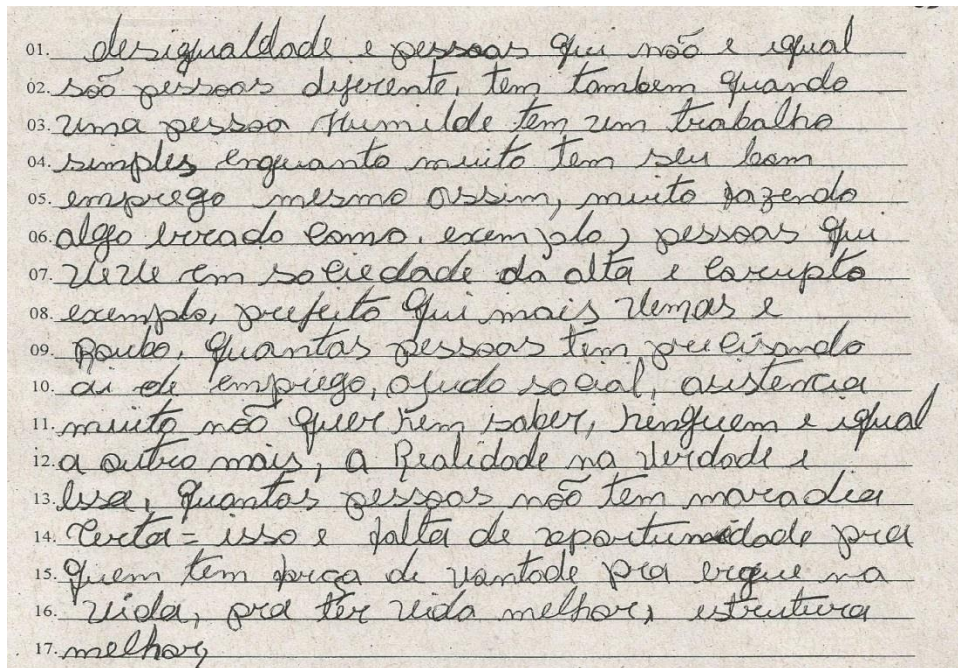 01. desigualdade e pessoas qui não e igual
02. são pessoas diferente, tem tambem quando
03. uma pessoa Humilde tem um trabalho
04. simples enquanto muito tem seu bom
05. emprego mesmo assim, muito fazendo
06. algo errado como, exemplo, pessoas qui
07. vive em sociedade da alta e corrupto
08. exemplo, prefeito qui mais vemos e
09. Roubo, quantas pessoas tem precisando
10. ai de emprego, ajuda social, asistencia
11. muito não quer nem saber, ninguem e igual
12. a outro mais, a Realidade na verdade e
13. essa, quantas pessoas não tem moradia
14. certa = isso e falta de oportunidade pra
15. quem tem força de vontade pra ergue na
16. vida, pra ter vida melhor, estrutura
17. melhor,